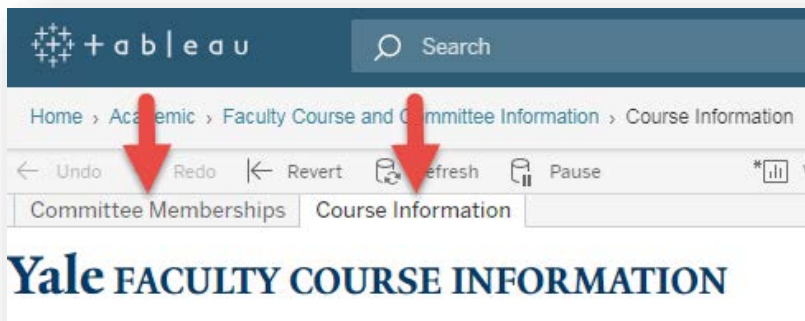 + a b | e a u Search
Home › Academic › Faculty Course and Committee Information › Course Information
← Undo Redo |← Revert Refresh Pause
Committee Memberships Course Information
Yale FACULTY COURSE INFORMATION